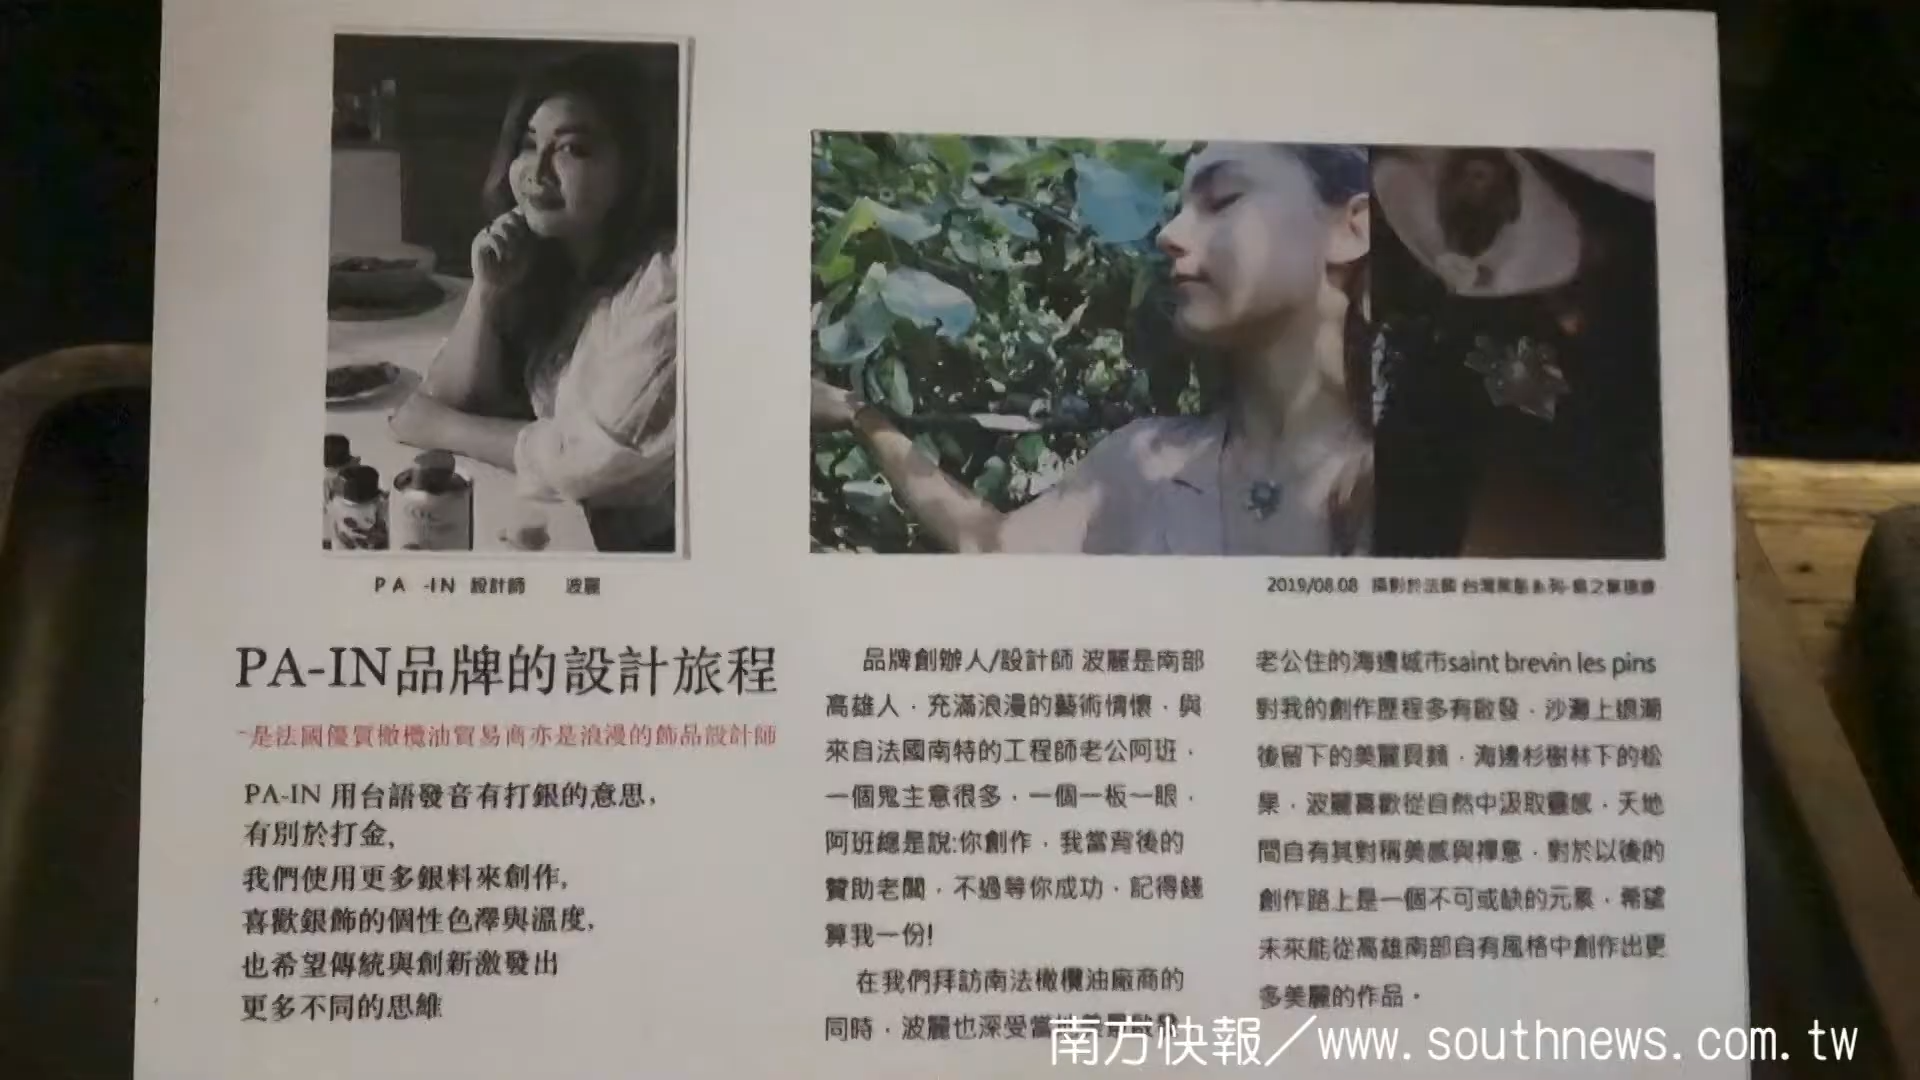 PA -IN 設計師 波麗
2019/08.08 攝影於法國 台灣
PA-IN品牌的設計旅程
~是法國優質橄欖油貿易商亦是浪漫的飾品設計師
PA-IN 用台語發音有打銀的意思,
有別於打金,
我們使用更多銀料來創作,
喜歡銀飾的個性色澤與溫度,
也希望傳統與創新激發出
更多不同的思維
品牌創辦人/設計師 波麗是南部
高雄人，充滿浪漫的藝術情懷，與
來自法國南特的工程師老公阿班，
一個鬼主意很多，一個一板一眼，
阿班總是說:你創作，我當背後的
贊助老闆，不過等你成功，記得錢
算我一份!
在我們拜訪南法橄欖油廠商的
同時，波麗也深受當地
老公住的海邊城市saint brevin les pins
對我的創作歷程多有啟發，沙灘上退潮
後留下的美麗貝類，海邊杉樹林下的松
果，波麗喜歡從自然中汲取靈感，天地
間自有其對稱美感與禪意，對於以後的
創作路上是一個不可或缺的元素，希望
未來能從高雄南部自有風格中創作出更
多美麗的作品。
南方快報／www.southnews.com.tw